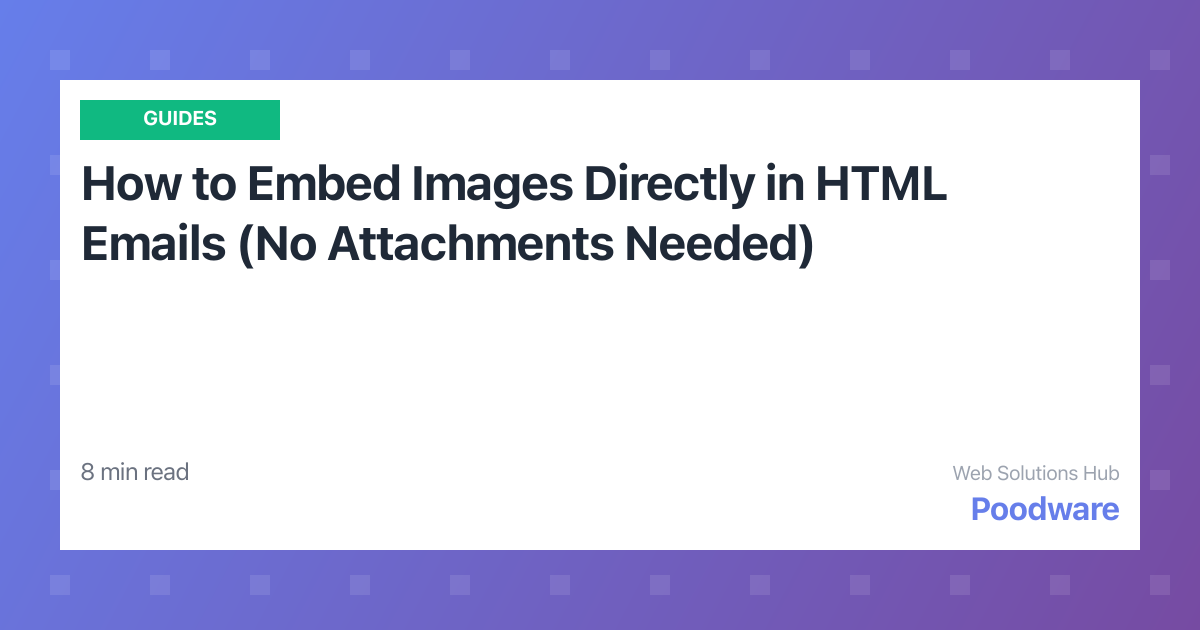 GUIDES
How to Embed Images Directly in HTML
Emails (No Attachments Needed)
8 min read
Web Solutions Hub
Poodware